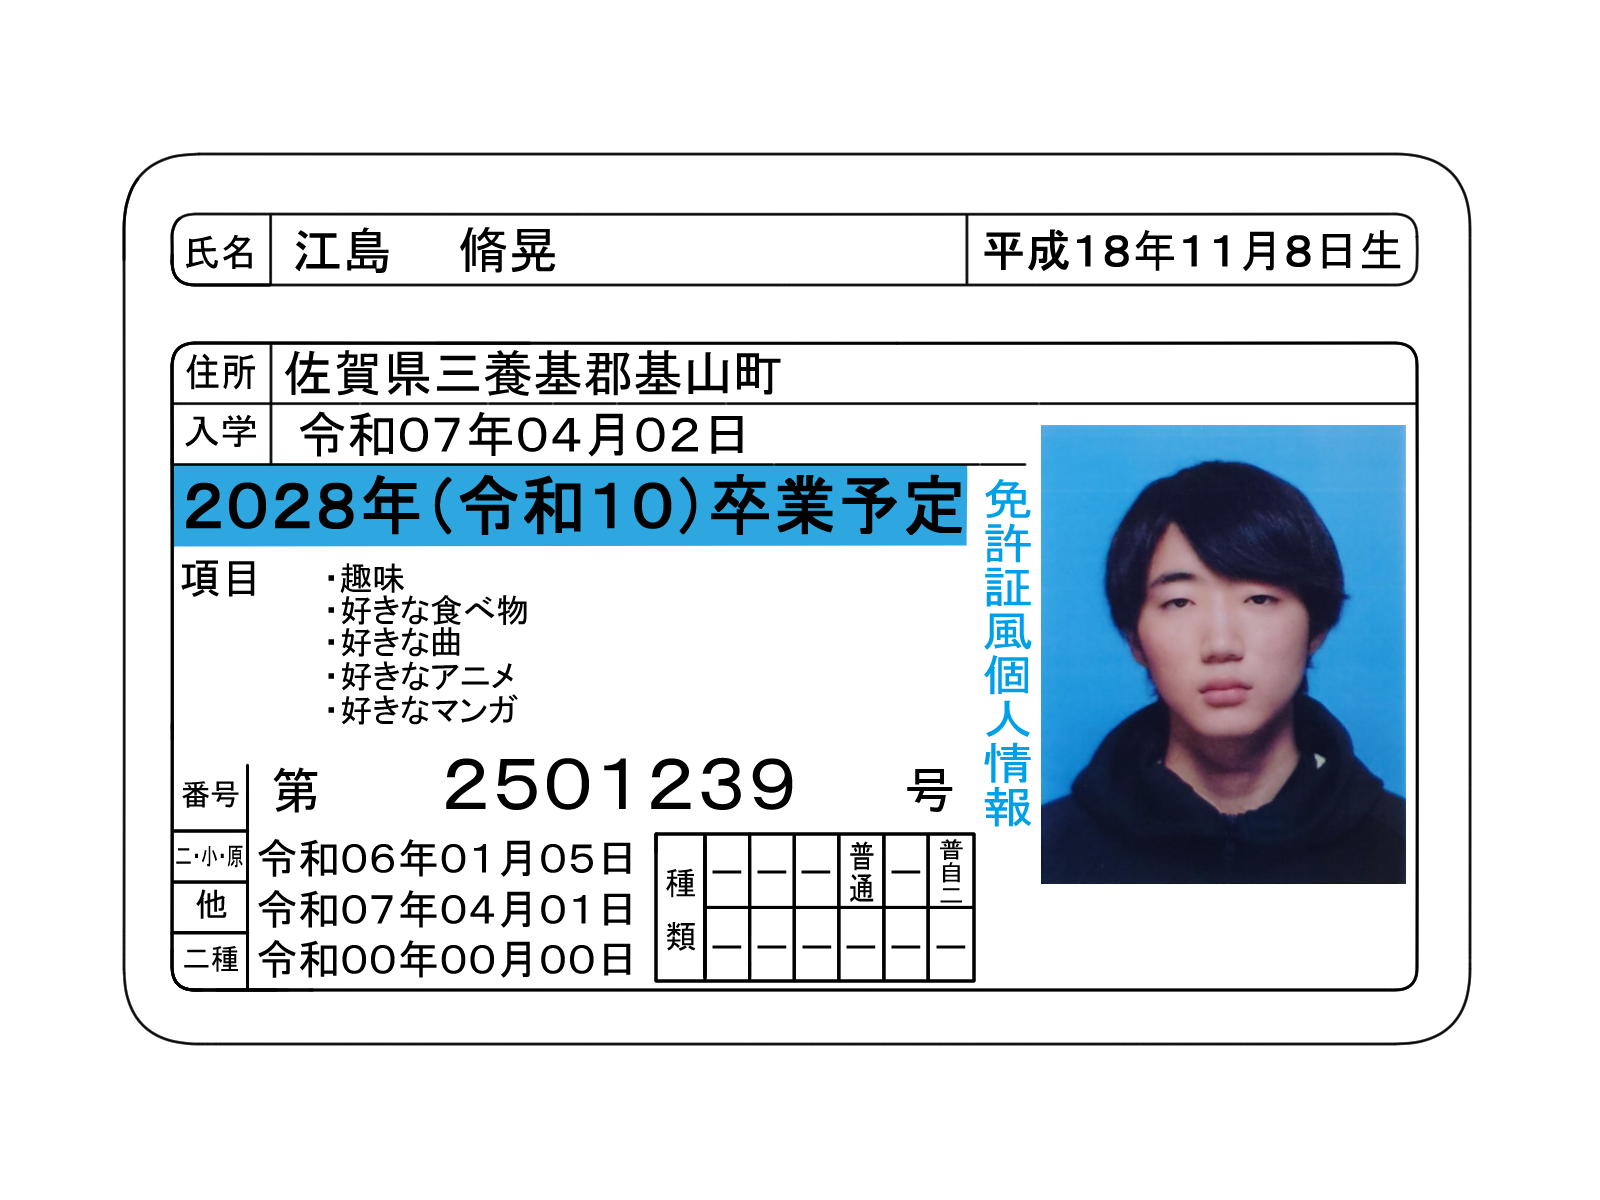 氏名 江島 脩晃 平成18年11月8日生
住所 佐賀県三養基郡基山町
入学 令和07年04月02日
2028年(令和10)卒業予定
項目
・趣味
・好きな食べ物
・好きな曲
・好きなアニメ
・好きなマンガ
免許証風個人情報
番号 第 2501239 号
二・小・原 令和06年01月05日
他 令和07年04月01日
二種 令和00年00月00日
種類
— — — 普通 — 普自二
— — — — — —